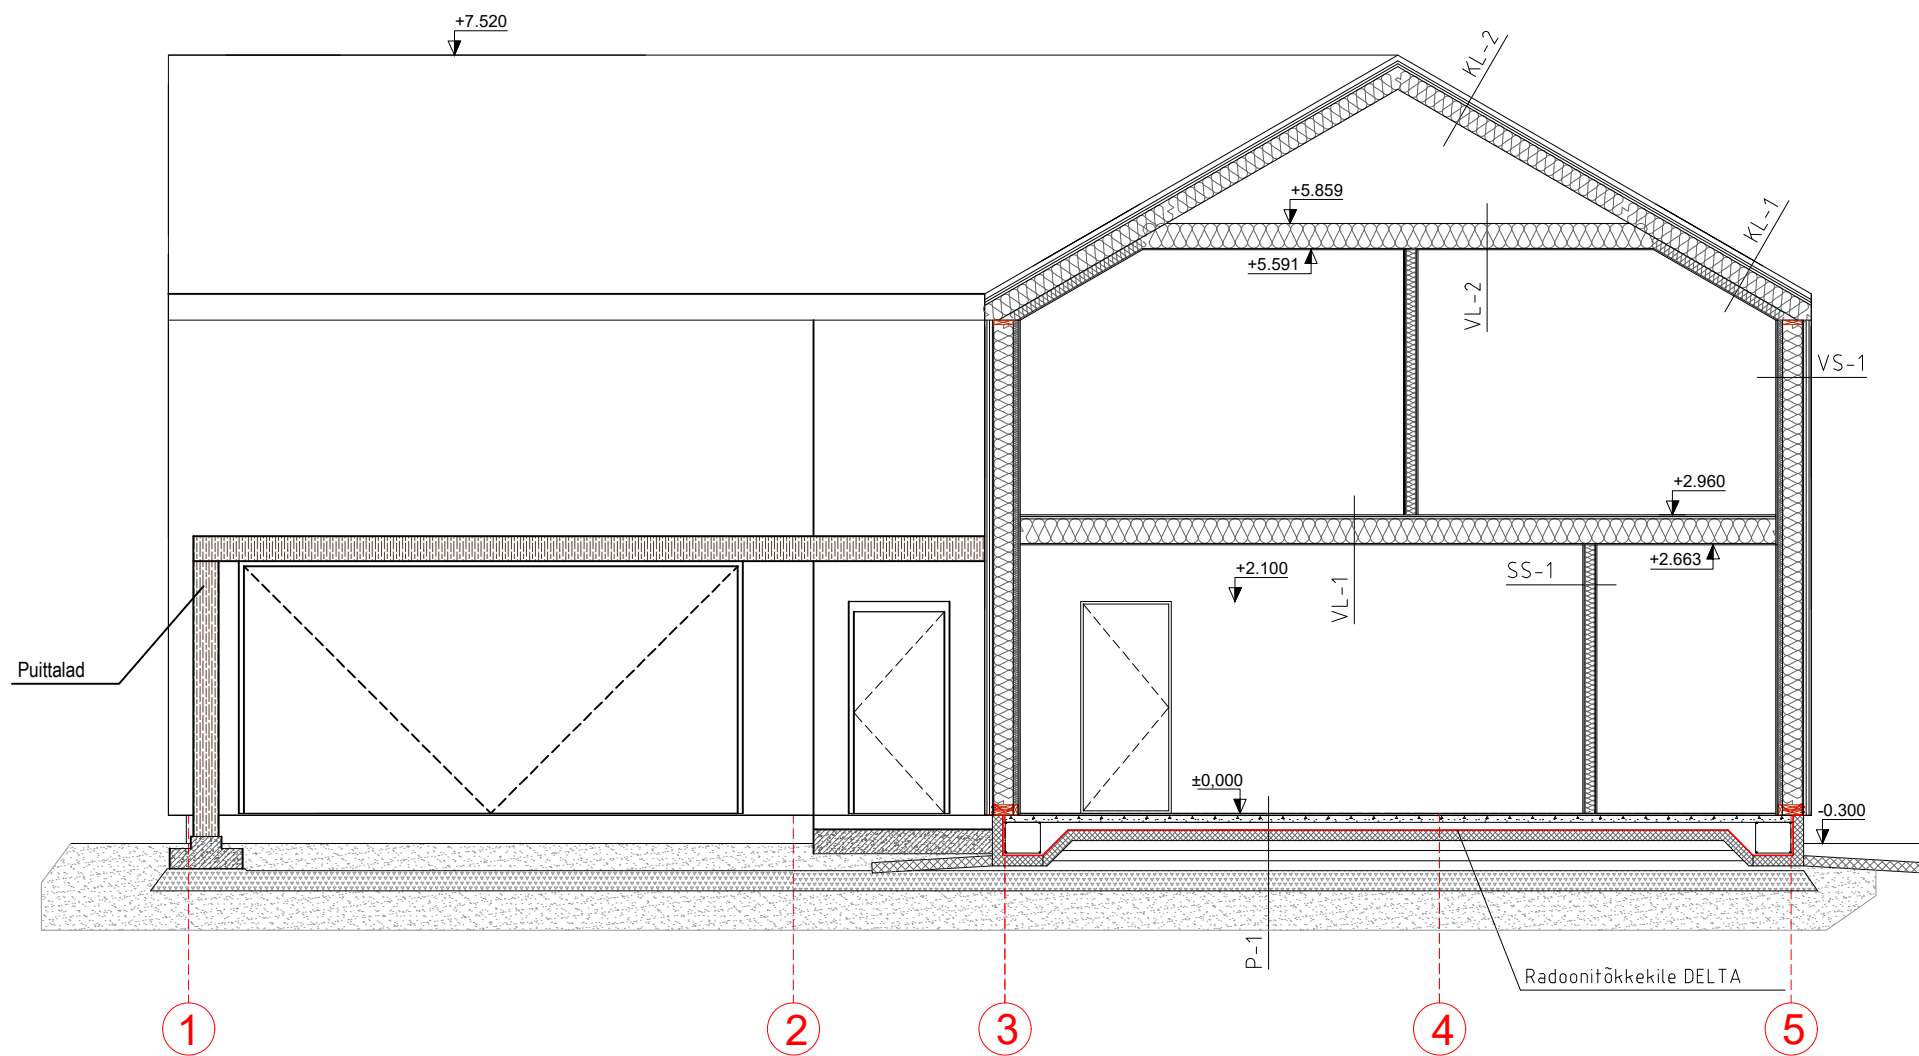 +7.520
KL-2
+5.859
KL-1
+5.591
VL-2
VS-1
+2.960
+2.663
+2.100
SS-1
VL-1
Puittalad
±0,000
-0.300
P-1
Radoonitõkkekile DELTA
1
2
3
4
5